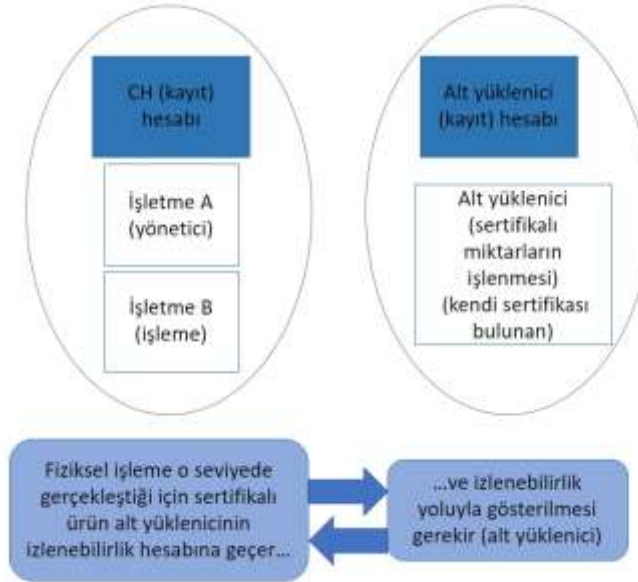 CH (kayıt)
hesabı
İşletme A
(yönetici)
İşletme B
(işleme)
Alt yüklenici
(kayıt) hesabı
Alt yüklenici
(sertifikalı
miktarların
işlenmesi)
(kendi sertifikası
bulunan)
Fiziksel işleme o seviyede
gerçekleştiği için sertifikalı
ürün alt yüklenicinin
izlenebilirlik hesabına geçer...
...ve izlenebilirlik
yoluyla gösterilmesi
gerekir (alt yüklenici)